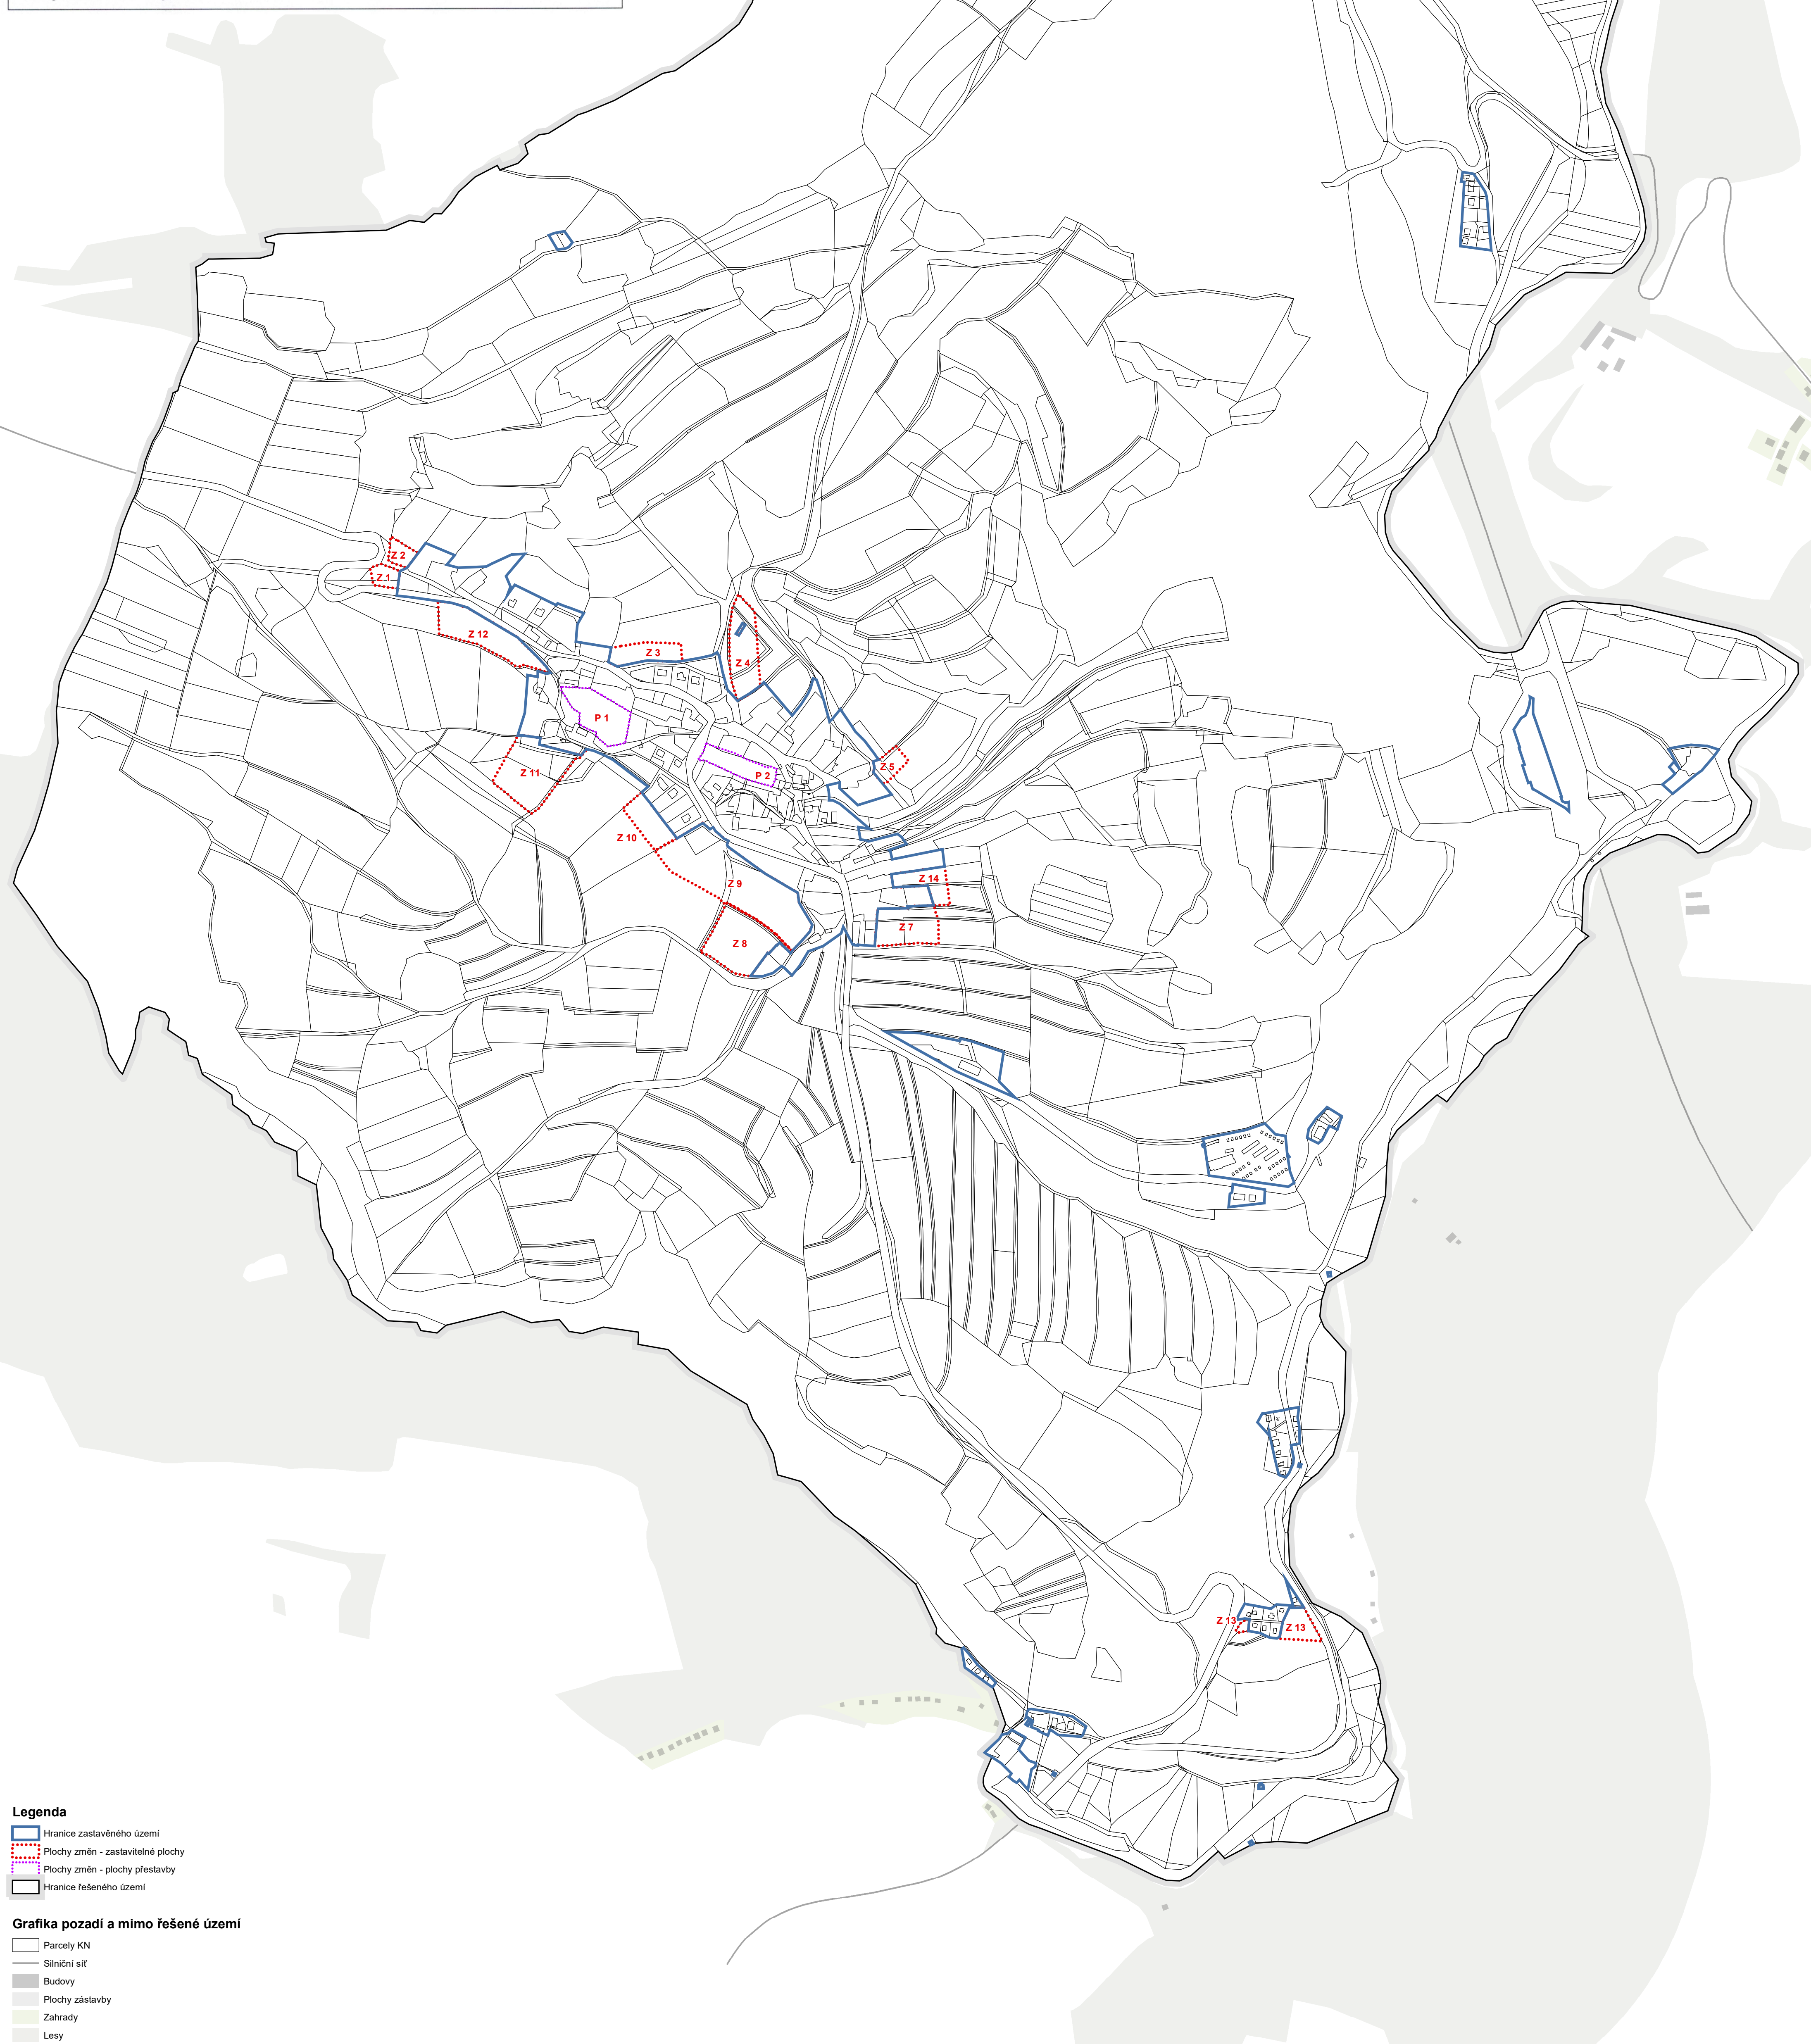 Z 2
Z 1
Z 12
Z 3
Z 4
P 1
Z 5
P 2
Z 11
Z 10
Z 14
Z 9
Z 7
Z 8
Z 13
Z 13
Legenda
Hranice zastavěného území
Plochy změn - zastavitelné plochy
Plochy změn - plochy přestavby
Hranice řešeného území
Grafika pozadí a mimo řešené území
Parcely KN
Silniční síť
Budovy
Plochy zástavby
Zahrady
Lesy